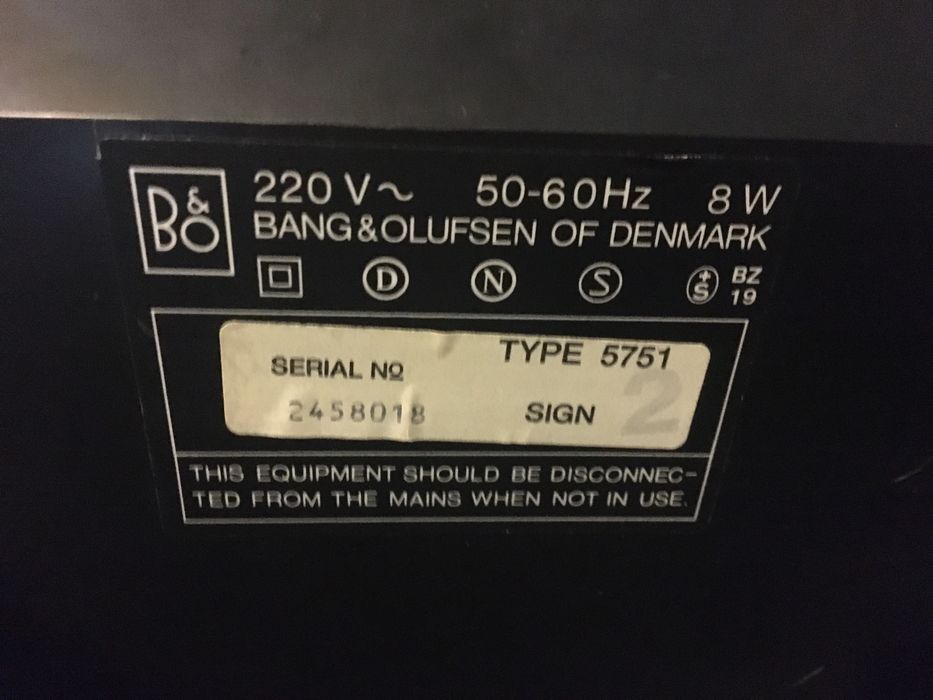 B&O
220 V~ 50-60Hz 8 W
BANG & OLUFSEN OF DENMARK
D N S +S BZ 19
TYPE 5751
SERIAL No
2458018 SIGN 2
THIS EQUIPMENT SHOULD BE DISCONNEC-
TED FROM THE MAINS WHEN NOT IN USE.